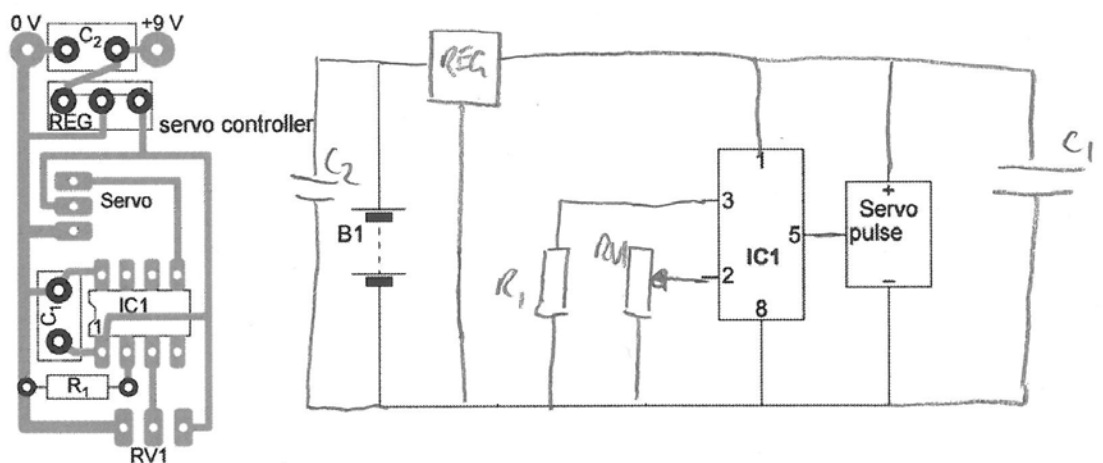 0 V
+9 V
C2
REG
servo controller
Servo
C1
IC1
1
R1
RV1
REG
C2
B1
R1
RV1
3
2
1
IC1
8
5
+
Servo
pulse
−
C1